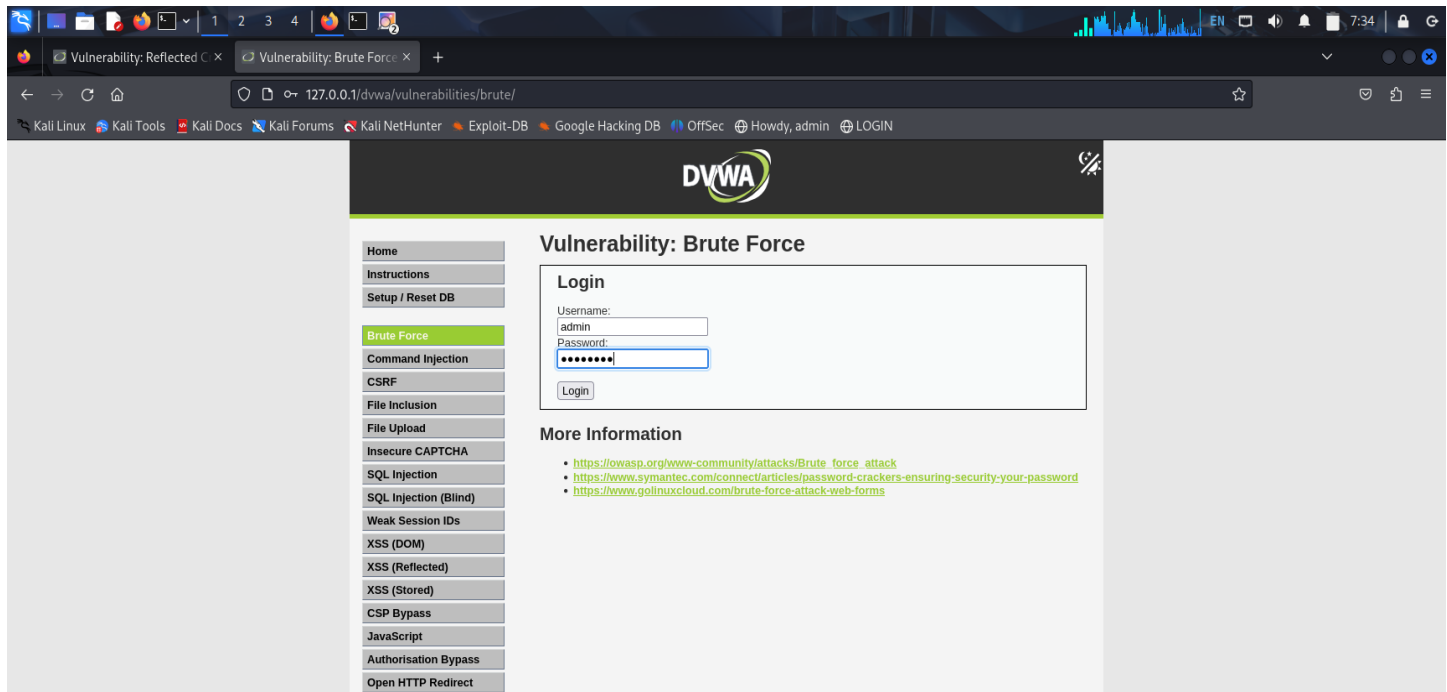 1 2 3 4 EN 7:34
Vulnerability: Reflected C Vulnerability: Brute Force
127.0.0.1/dvwa/vulnerabilities/brute/
Kali Linux Kali Tools Kali Docs Kali Forums Kali NetHunter Exploit-DB Google Hacking DB OffSec Howdy, admin LOGIN
DVWA
Home
Instructions
Setup / Reset DB
Brute Force
Command Injection
CSRF
File Inclusion
File Upload
Insecure CAPTCHA
SQL Injection
SQL Injection (Blind)
Weak Session IDs
XSS (DOM)
XSS (Reflected)
XSS (Stored)
CSP Bypass
JavaScript
Authorisation Bypass
Open HTTP Redirect
Vulnerability: Brute Force
Login
Username:
admin
Password:
••••••••
Login
More Information
• https://owasp.org/www-community/attacks/Brute_force_attack
• https://www.symantec.com/connect/articles/password-crackers-ensuring-security-your-password
• https://www.golinuxcloud.com/brute-force-attack-web-forms